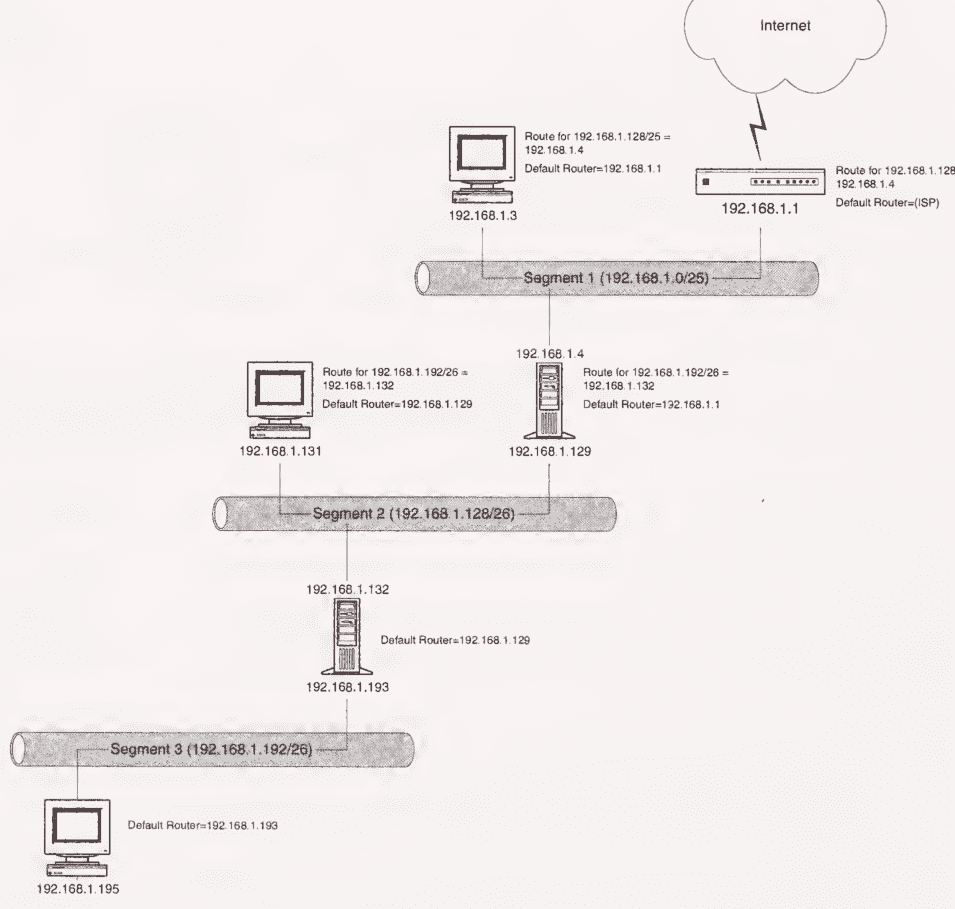 Internet
Route for 192.168.1.128/25 =
192.168.1.4
Default Router=192.168.1.1
192.168.1.3
Route for 192.168.1.128
192.168.1.4
Default Router=(ISP)
192.168.1.1
Segment 1 (192.168.1.0/25)
192.168.1.4
Route for 192.168.1.192/26 =
192.168.1.132
Default Router=192.168.1.129
192.168.1.131
Route for 192.168.1.192/26 =
192.168.1.132
Default Router=192.168.1.1
192.168.1.129
Segment 2 (192.168.1.128/26)
192.168.1.132
Default Router=192.168.1.129
192.168.1.193
Segment 3 (192.168.1.192/26)
Default Router=192.168.1.193
192.168.1.195